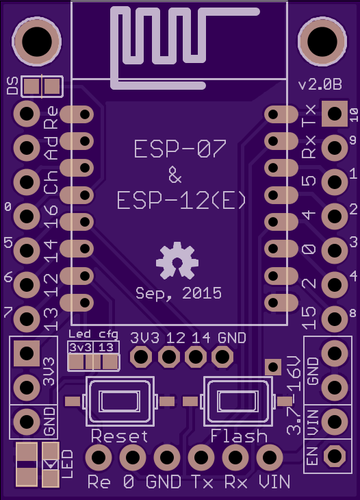 DS
v2.0B
Re
Ad
Ch
16
14
12
13
0
5
6
7
ESP-07
&
ESP-12(E)
Sep, 2015
Tx
Rx
5
4
0
2
15
10
9
1
4
3
2
8
Led cfg
3v3 13
3V3 12 14 GND
3V3
GND
LED
Reset Flash
3.7-16V
GND
VIN
EN
Re 0 GND Tx Rx VIN